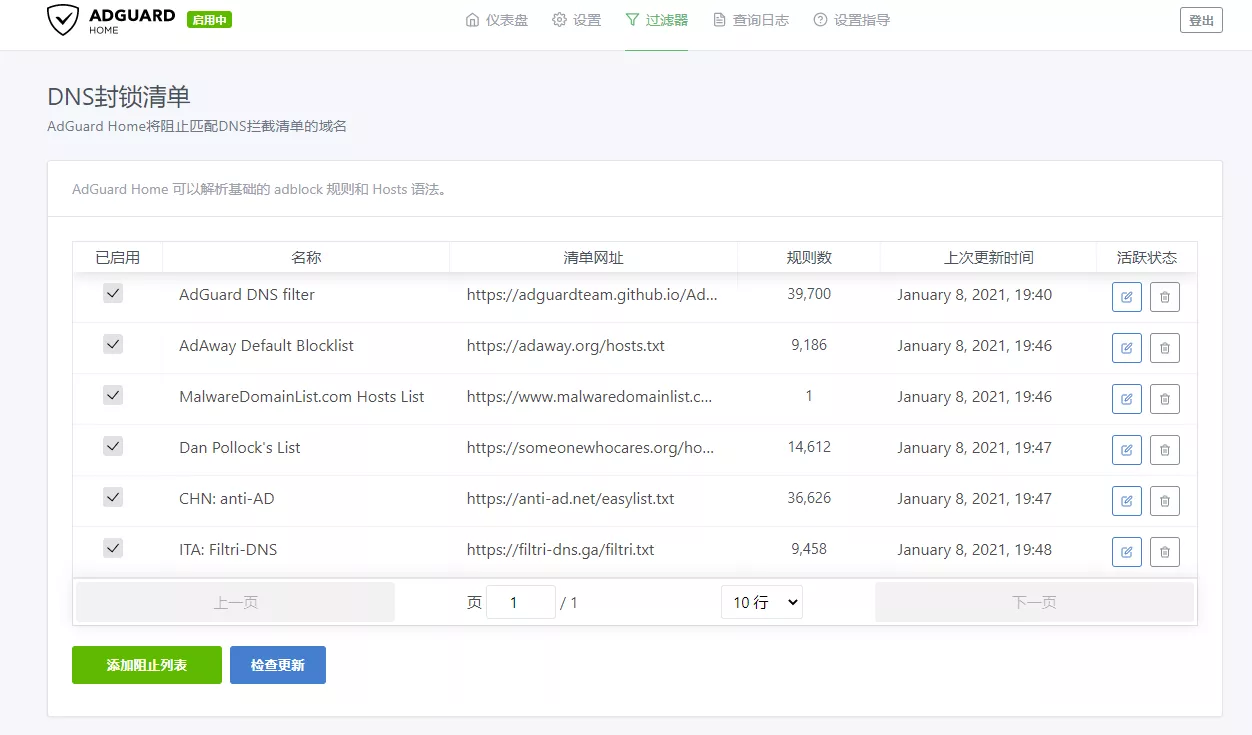 ADGUARD
HOME
启用中
仪表盘 设置 过滤器 查询日志 设置指导
登出
DNS封锁清单
AdGuard Home将阻止匹配DNS拦截清单的域名
AdGuard Home 可以解析基础的 adblock 规则和 Hosts 语法。
已启用 名称 清单网址 规则数 上次更新时间 活跃状态
AdGuard DNS filter https://adguardteam.github.io/Ad... 39,700 January 8, 2021, 19:40
AdAway Default Blocklist https://adaway.org/hosts.txt 9,186 January 8, 2021, 19:46
MalwareDomainList.com Hosts List https://www.malwaredomainlist.c... 1 January 8, 2021, 19:46
Dan Pollock's List https://someonewhocares.org/ho... 14,612 January 8, 2021, 19:47
CHN: anti-AD https://anti-ad.net/easylist.txt 36,626 January 8, 2021, 19:47
ITA: Filtri-DNS https://filtri-dns.ga/filtri.txt 9,458 January 8, 2021, 19:48
上一页 页 1 / 1 10 行 下一页
添加阻止列表 检查更新